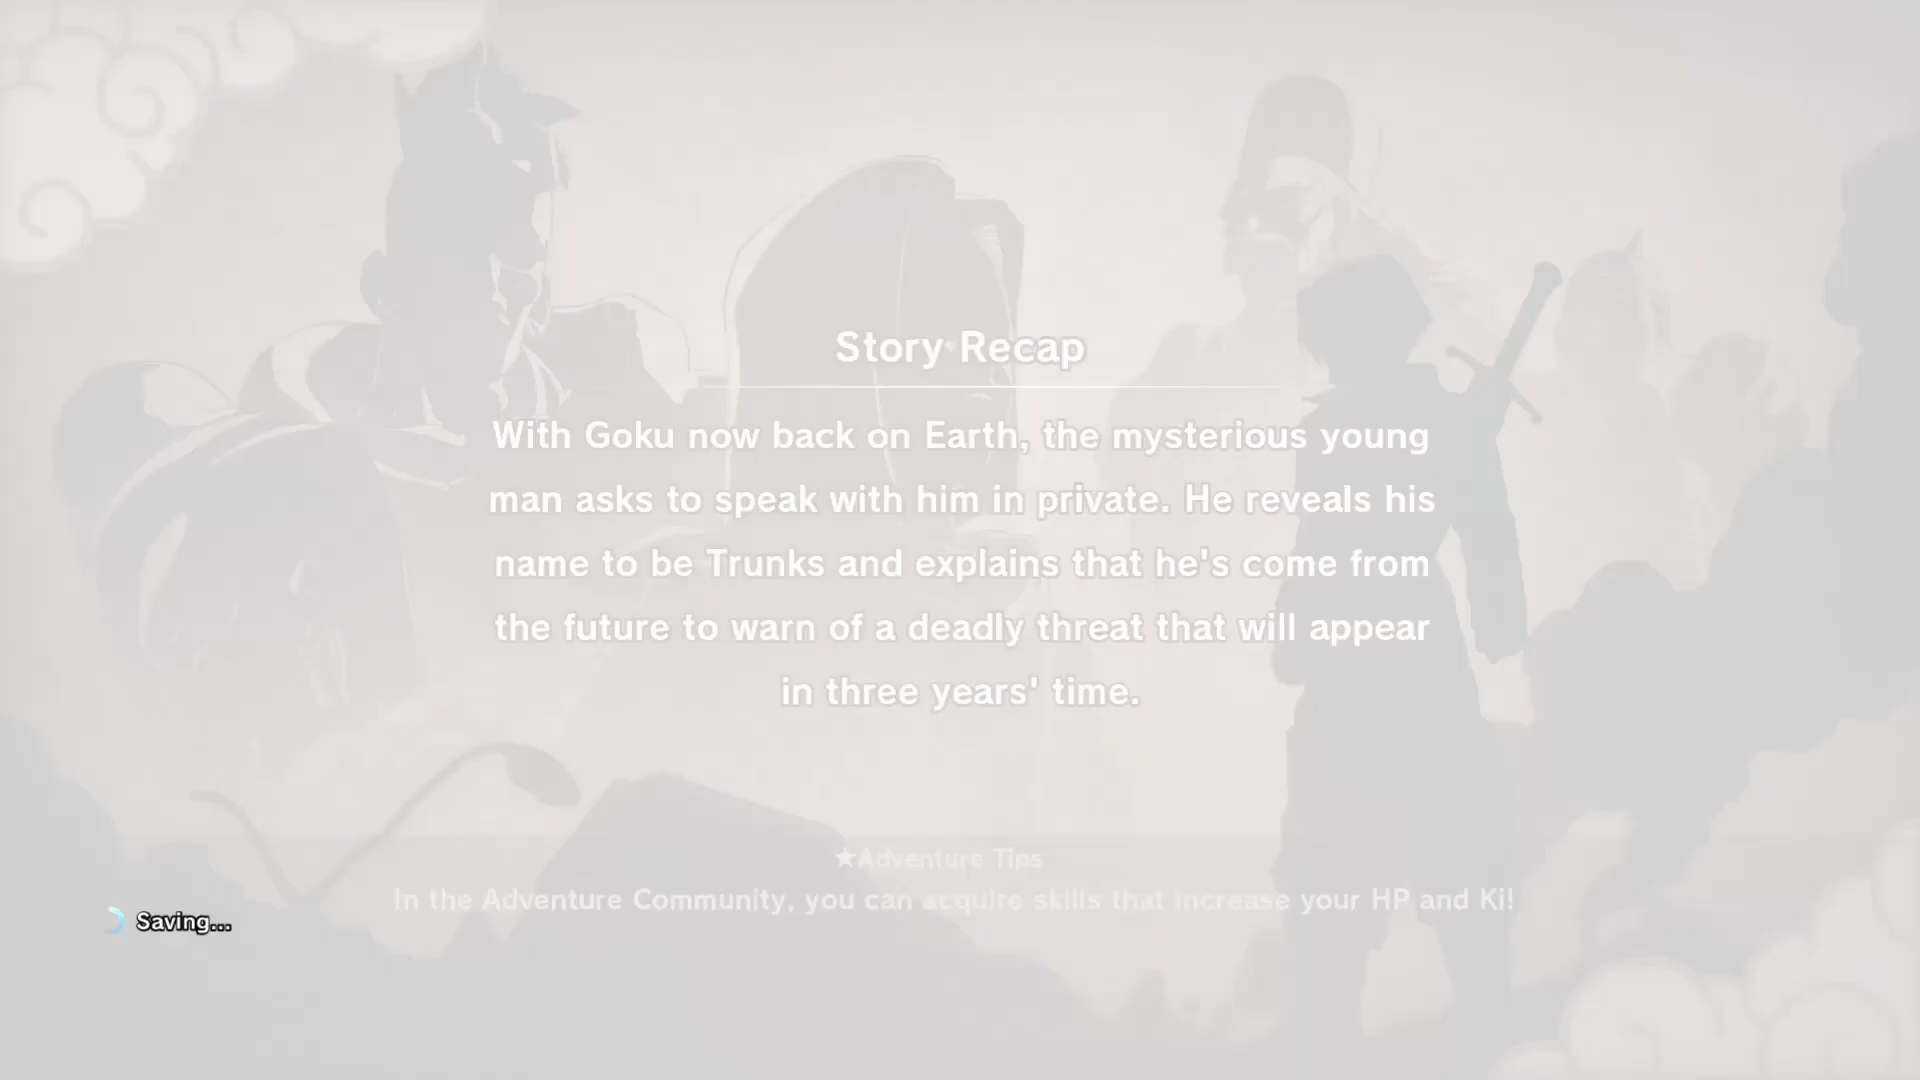 Story Recap
With Goku now back on Earth, the mysterious young
man asks to speak with him in private. He reveals his
name to be Trunks and explains that he's come from
the future to warn of a deadly threat that will appear
in three years' time.
★Adventure Tips
In the Adventure Community, you can acquire skills that increase your HP and Ki!
Saving...